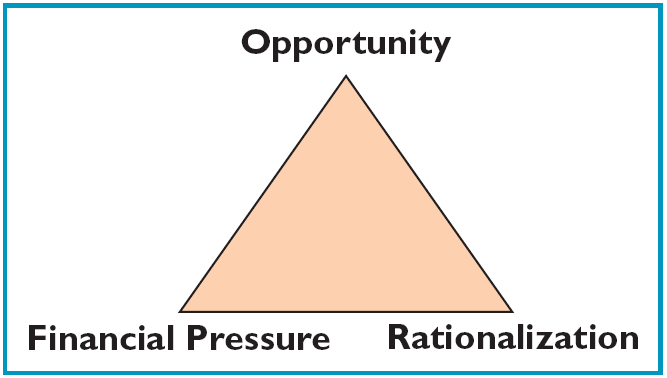 Opportunity
Financial Pressure
Rationalization